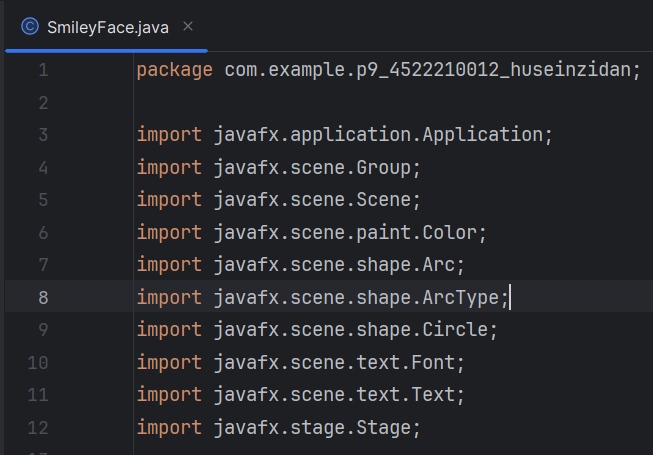 SmileyFace.java
1 package com.example.p9_4522210012_huseinzidan;
2
3 import javafx.application.Application;
4 import javafx.scene.Group;
5 import javafx.scene.Scene;
6 import javafx.scene.paint.Color;
7 import javafx.scene.shape.Arc;
8 import javafx.scene.shape.ArcType;
9 import javafx.scene.shape.Circle;
10 import javafx.scene.text.Font;
11 import javafx.scene.text.Text;
12 import javafx.stage.Stage;